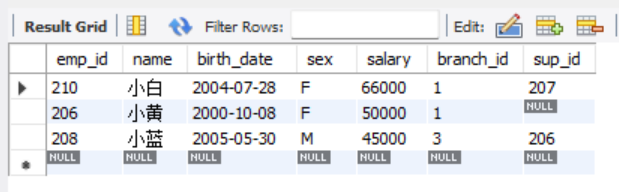 Result Grid Filter Rows: Edit:
emp_id name birth_date sex salary branch_id sup_id
210 小白 2004-07-28 F 66000 1 207
206 小黄 2000-10-08 F 50000 1 NULL
208 小蓝 2005-05-30 M 45000 3 206
NULL NULL NULL NULL NULL NULL NULL